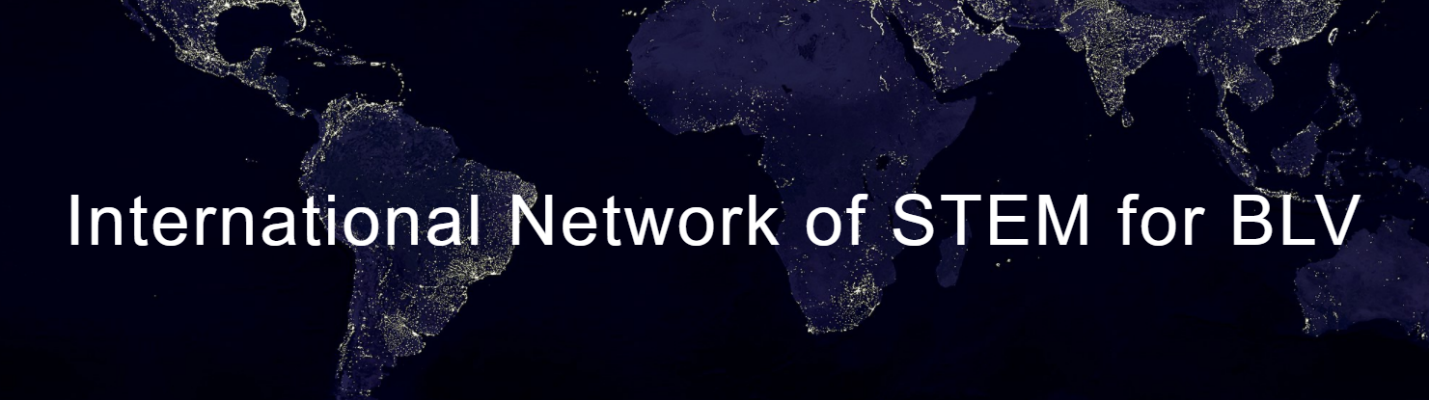 International Network of STEM for BLV